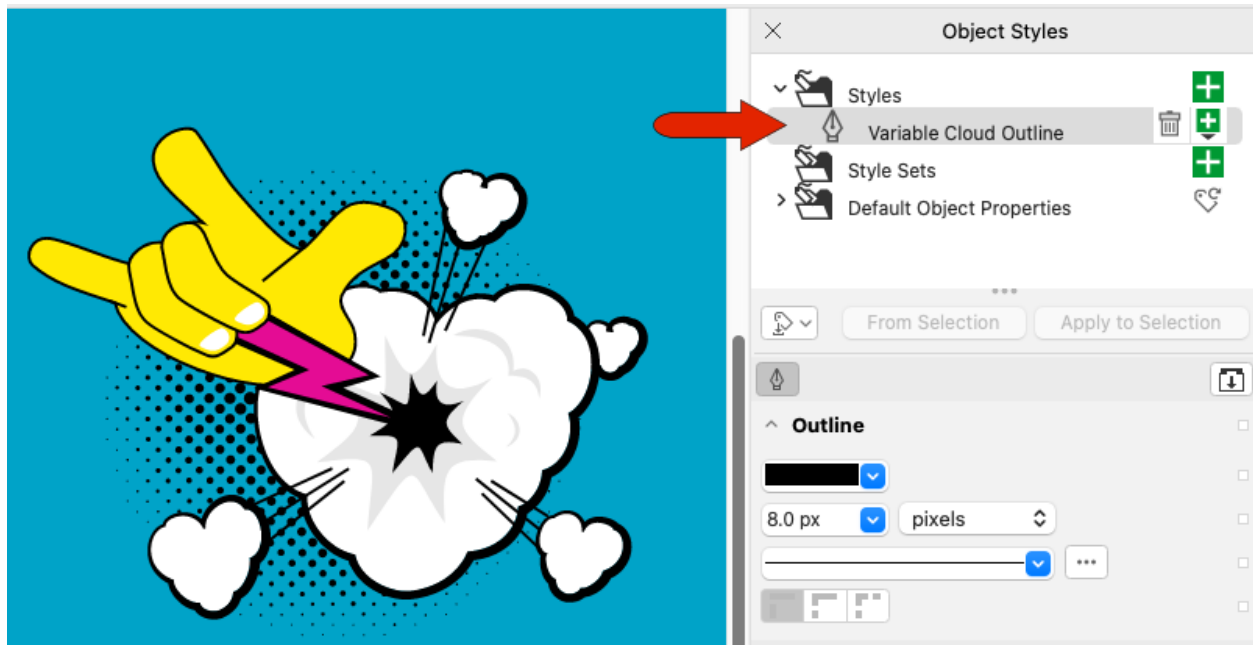 Object Styles
Styles
Variable Cloud Outline
Style Sets
Default Object Properties
From Selection
Apply to Selection
Outline
8.0 px
pixels